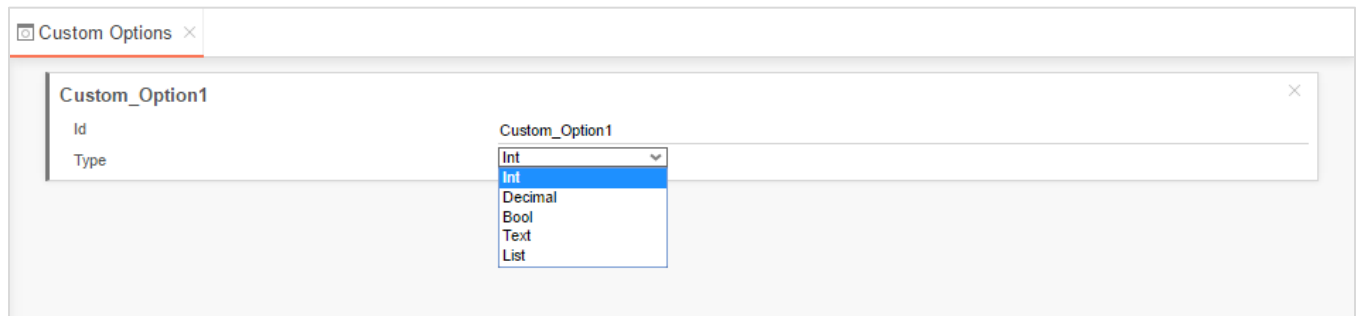 Custom Options
Custom_Option1
Id Custom_Option1
Type Int
Int
Decimal
Bool
Text
List